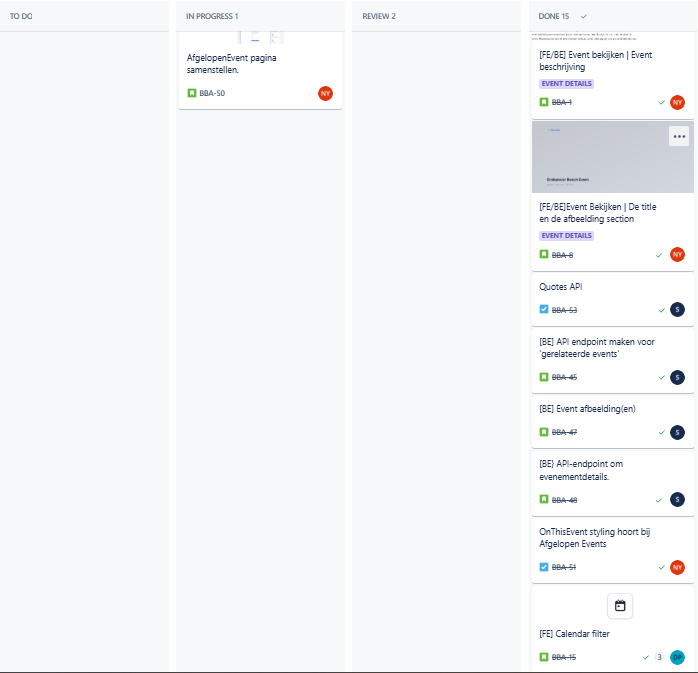 TO DO
IN PROGRESS 1
REVIEW 2
DONE 15
AfgelopenEvent pagina
samenstellen.
BBA-50
NY
[FE/BE] Event bekijken | Event
beschrijving
EVENT DETAILS
BBA-1
NY
[FE/BE]Event Bekijken | De title
en de afbeelding section
EVENT DETAILS
BBA-8
NY
Quotes API
BBA-53
S
[BE] API endpoint maken voor
'gerelateerde events'
BBA-45
S
[BE] Event afbeelding(en)
BBA-47
S
[BE} API-endpoint om
evenementdetails.
BBA-48
S
OnThisEvent styling hoort bij
Afgelopen Events
BBA-51
NY
[FE] Calendar filter
BBA-15
3
DP